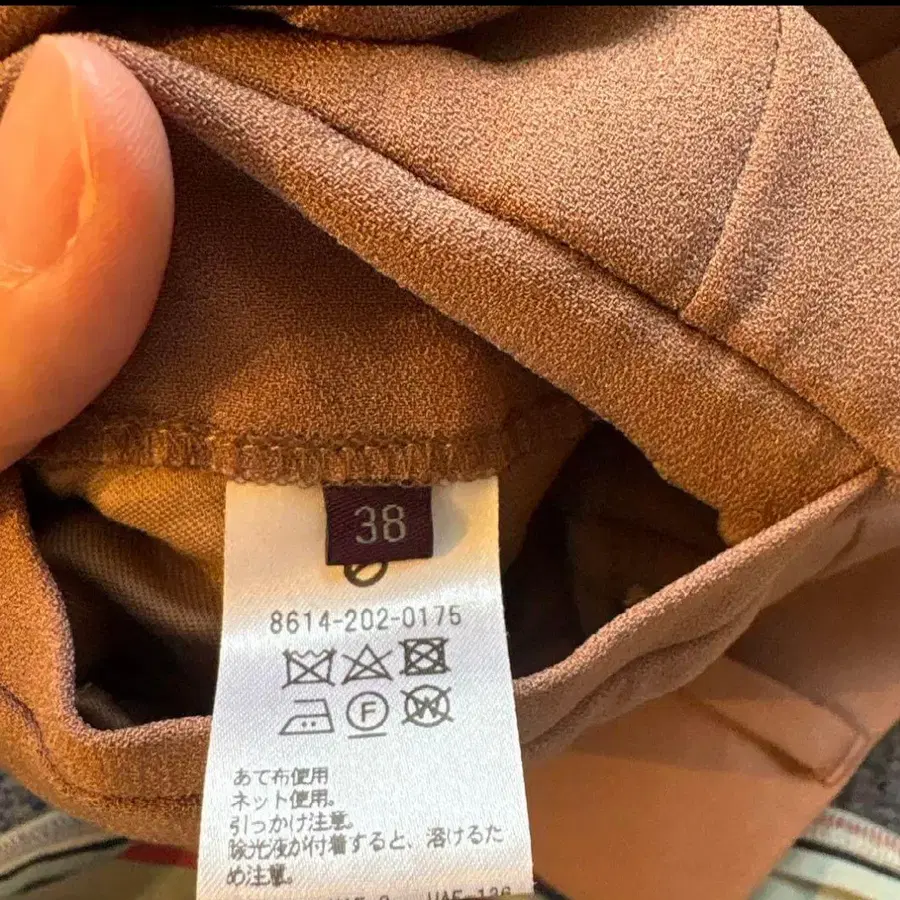 38
8614-202-0175
F
W
あて布使用
ネット使用。
引っかけ注意。
除光液が付着すると、溶けるた
め注意。